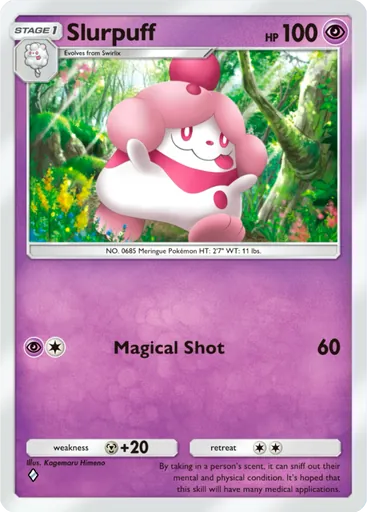 STAGE 1
Slurpuff
HP 100
Evolves from Swirlix
NO. 0685 Meringue Pokémon HT: 2'7" WT: 11 lbs.
Magical Shot 60
weakness +20 retreat
Illus. Kagemaru Himeno
By taking in a person's scent, it can sniff out their
mental and physical condition. It's hoped that
this skill will have many medical applications.